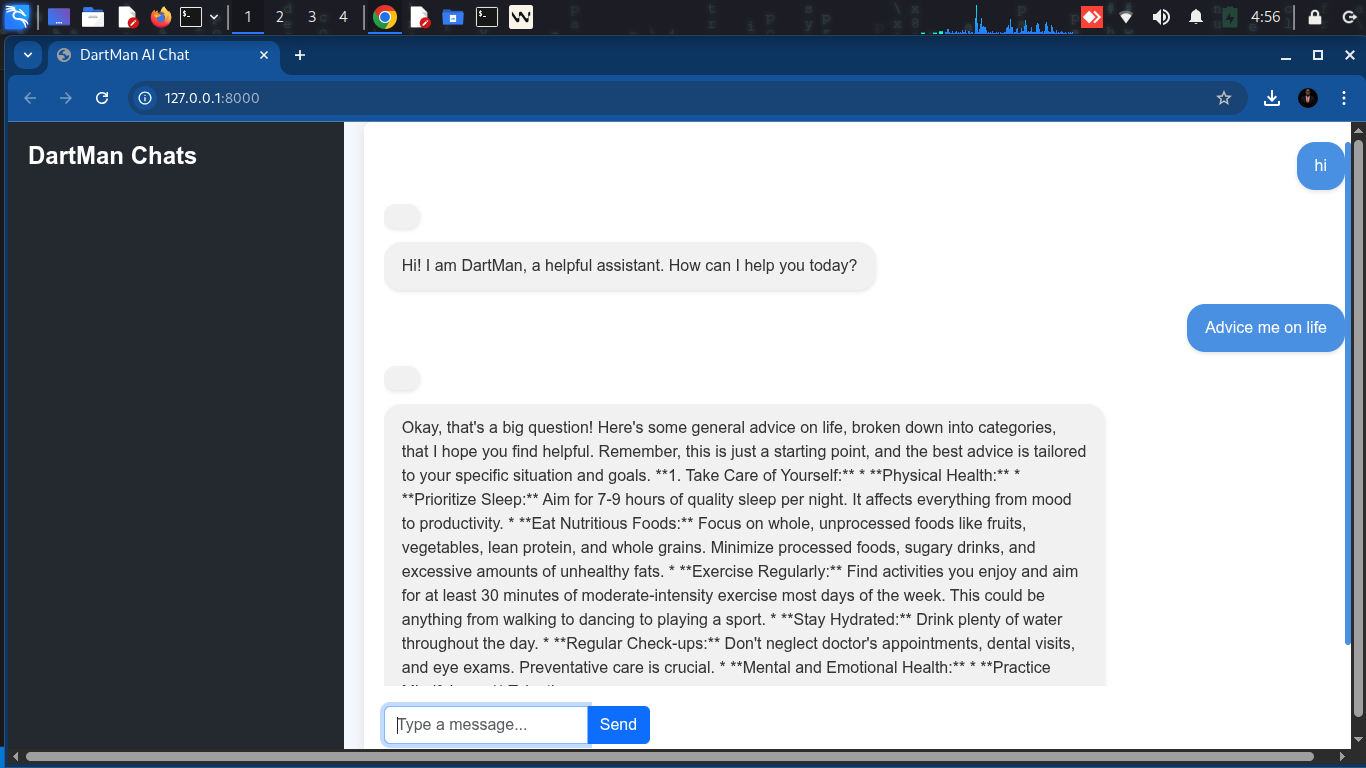 1 2 3 4
4:56
DartMan AI Chat
127.0.0.1:8000
DartMan Chats
hi
Hi! I am DartMan, a helpful assistant. How can I help you today?
Advice me on life
Okay, that's a big question! Here's some general advice on life, broken down into categories,
that I hope you find helpful. Remember, this is just a starting point, and the best advice is tailored
to your specific situation and goals. **1. Take Care of Yourself:** * **Physical Health:** *
**Prioritize Sleep:** Aim for 7-9 hours of quality sleep per night. It affects everything from mood
to productivity. * **Eat Nutritious Foods:** Focus on whole, unprocessed foods like fruits,
vegetables, lean protein, and whole grains. Minimize processed foods, sugary drinks, and
excessive amounts of unhealthy fats. * **Exercise Regularly:** Find activities you enjoy and aim
for at least 30 minutes of moderate-intensity exercise most days of the week. This could be
anything from walking to dancing to playing a sport. * **Stay Hydrated:** Drink plenty of water
throughout the day. * **Regular Check-ups:** Don't neglect doctor's appointments, dental visits,
and eye exams. Preventative care is crucial. * **Mental and Emotional Health:** * **Practice
Type a message...
Send